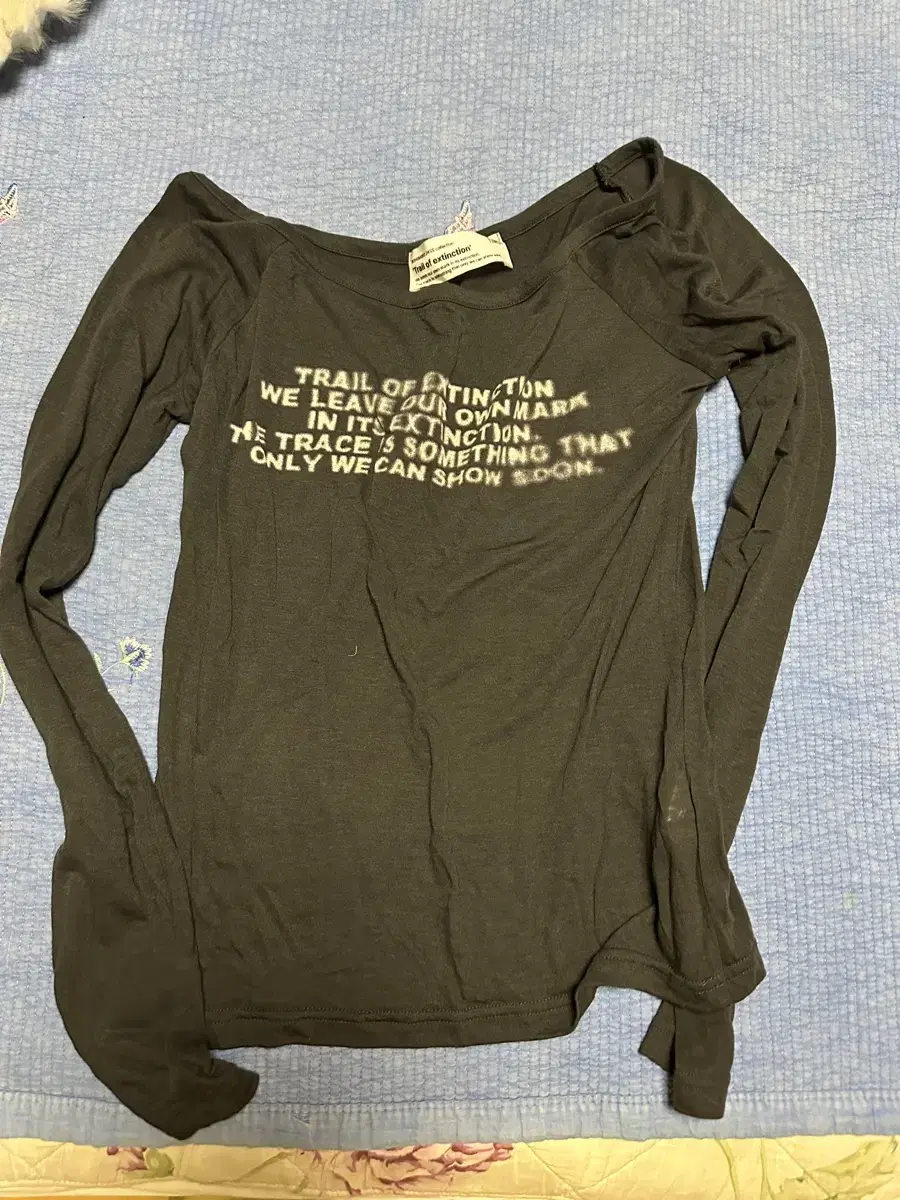 'Trail of extinction'
TRAIL OF EXTINCTION
WE LEAVE OUR OWN MARK
IN ITS EXTINCTION.
THE TRACE IS SOMETHING THAT
ONLY WE CAN SHOW SOON.